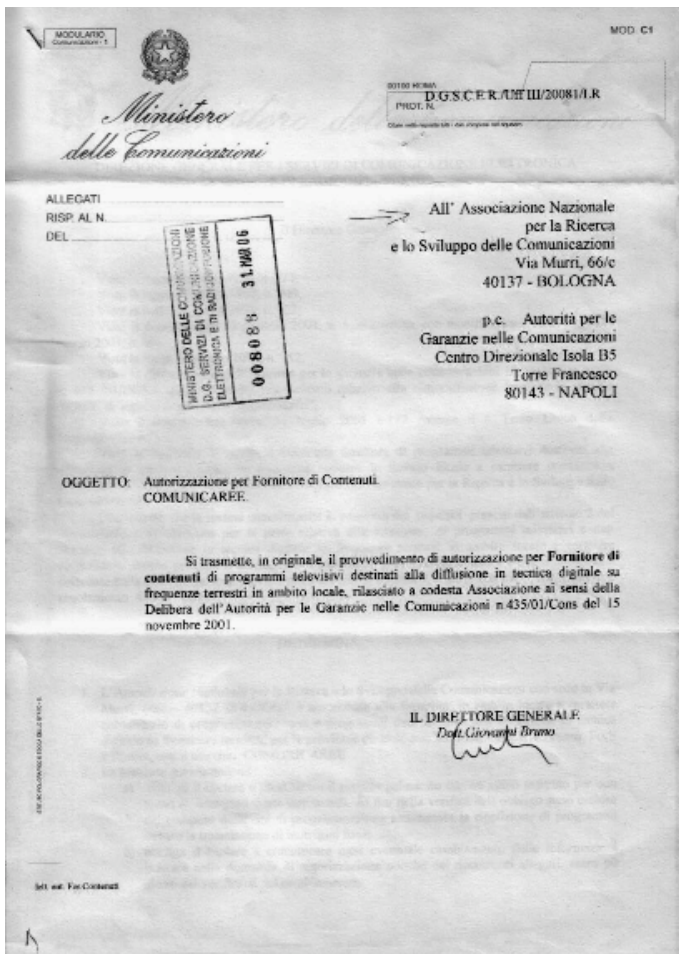 MODULARIO
Comunicazioni - 1
MOD. C1
Ministero
delle Comunicazioni
00100 ROMA
D.G.S.C.E.R./Uff III/20081/I.R
PROT. N.
ALLEGATI
RISP. AL N.
DEL
MINISTERO DELLE COMUNICAZIONI
D.G. SERVIZI DI COMUNICAZIONE
ELETTRONICA E DI RADIODIFFUSIONE
008088 31.MAR 06
All' Associazione Nazionale
per la Ricerca
e lo Sviluppo delle Comunicazioni
Via Murri, 66/c
40137 - BOLOGNA
p.c. Autorità per le
Garanzie nelle Comunicazioni
Centro Direzionale Isola B5
Torre Francesco
80143 - NAPOLI
OGGETTO: Autorizzazione per Fornitore di Contenuti.
COMUNICAREE.
Si trasmette, in originale, il provvedimento di autorizzazione per Fornitore di
contenuti di programmi televisivi destinati alla diffusione in tecnica digitale su
frequenze terrestri in ambito locale, rilasciato a codesta Associazione ai sensi della
Delibera dell'Autorità per le Garanzie nelle Comunicazioni n.435/01/Cons del 15
novembre 2001.
IL DIRETTORE GENERALE
Dott.Giovanni Bruno
lett. aut. For.Contenuti